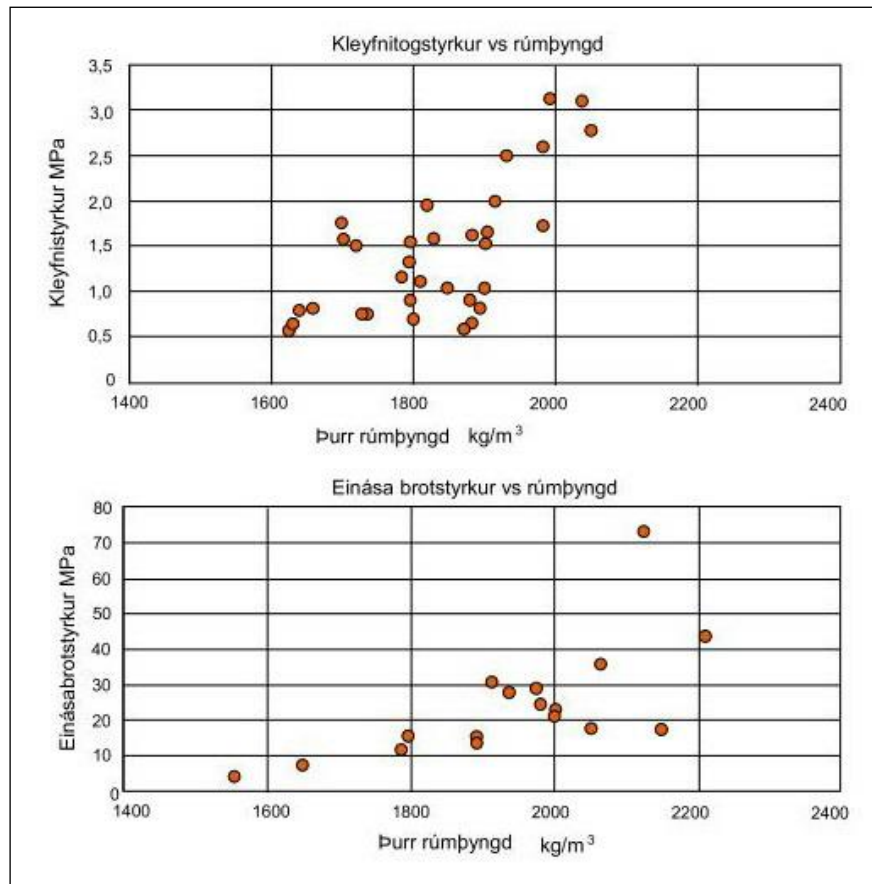 Kleyfnitogstyrkur vs rúmþyngd
Kleyfnistyrkur MPa
3,5
3,0
2,5
2,0
1,5
1,0
0,5
0
1400 1600 1800 2000 2200 2400
Þurr rúmþyngd kg/m³
Einása brotstyrkur vs rúmþyngd
Einásabrotstyrkur MPa
80
70
60
50
40
30
20
10
0
1400 1600 1800 2000 2200 2400
Þurr rúmþyngd kg/m³